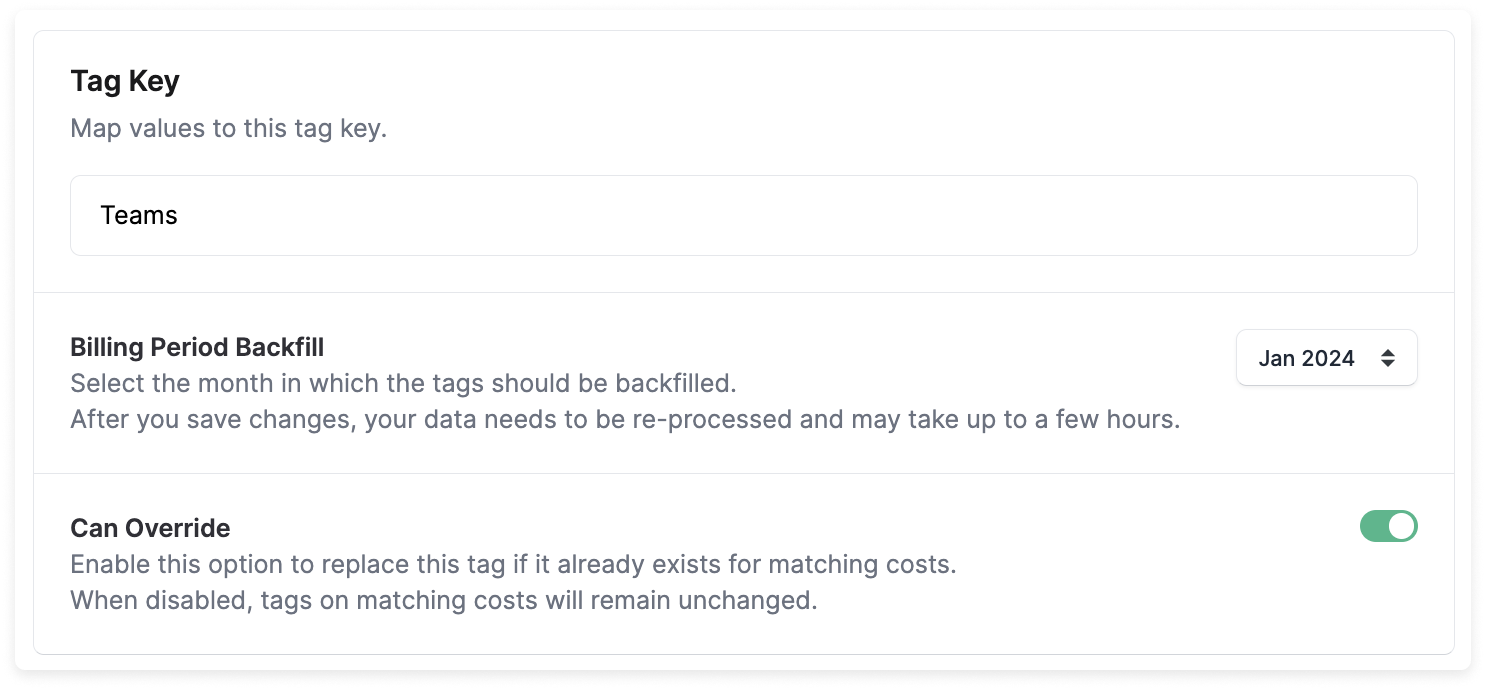 Tag Key
Map values to this tag key.
Teams
Billing Period Backfill
Jan 2024
Select the month in which the tags should be backfilled.
After you save changes, your data needs to be re-processed and may take up to a few hours.
Can Override
Enable this option to replace this tag if it already exists for matching costs.
When disabled, tags on matching costs will remain unchanged.